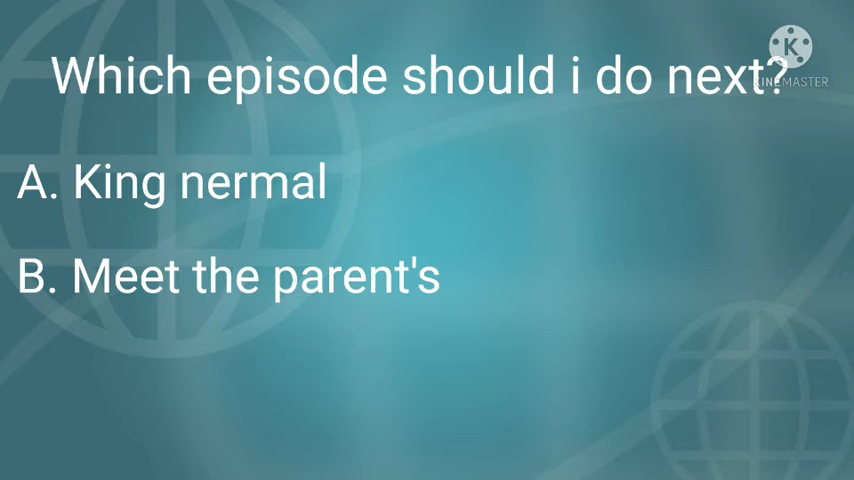 Which episode should i do next?
KINEMASTER
A. King nermal
B. Meet the parent's